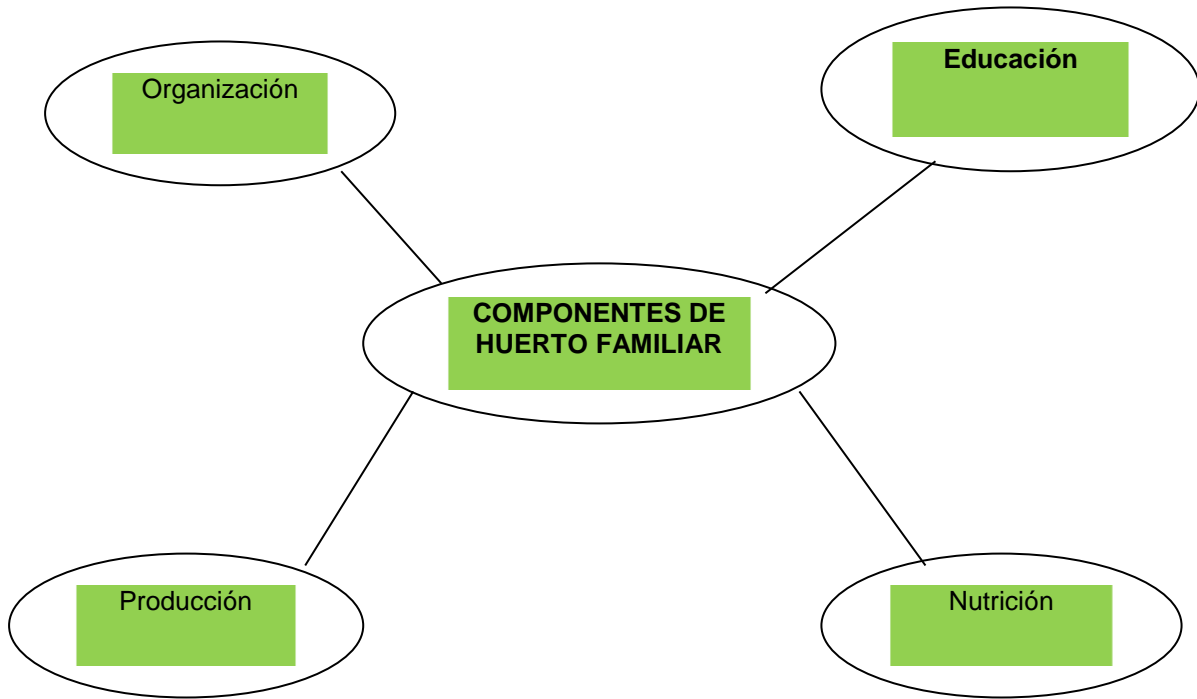 Organización
Educación
COMPONENTES DE
HUERTO FAMILIAR
Producción
Nutrición